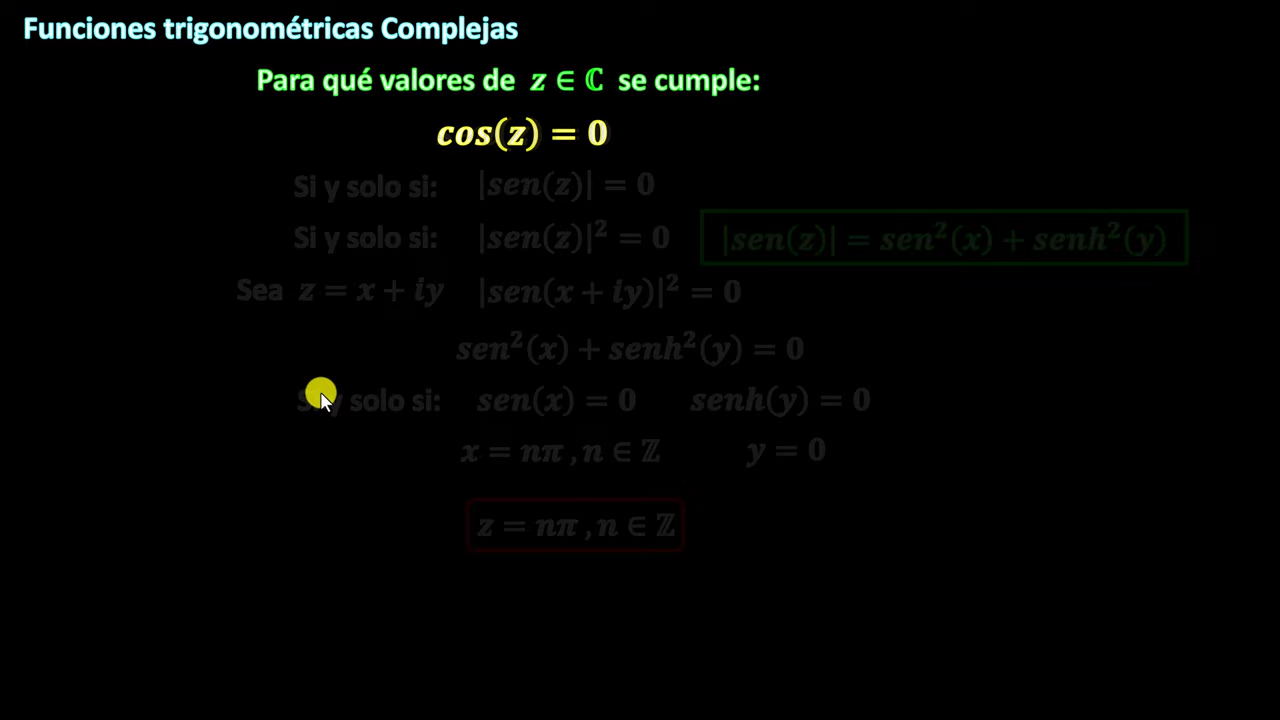 Funciones trigonométricas Complejas
Para qué valores de z ∈ ℂ se cumple:
cos(z) = 0
Si y solo si: |sen(z)| = 0
Si y solo si: |sen(z)|² = 0 |sen(z)| = sen²(x) + senh²(y)
Sea z = x + iy |sen(x + iy)|² = 0
sen²(x) + senh²(y) = 0
Si y solo si: sen(x) = 0 senh(y) = 0
x = nπ , n ∈ ℤ y = 0
z = nπ , n ∈ ℤ